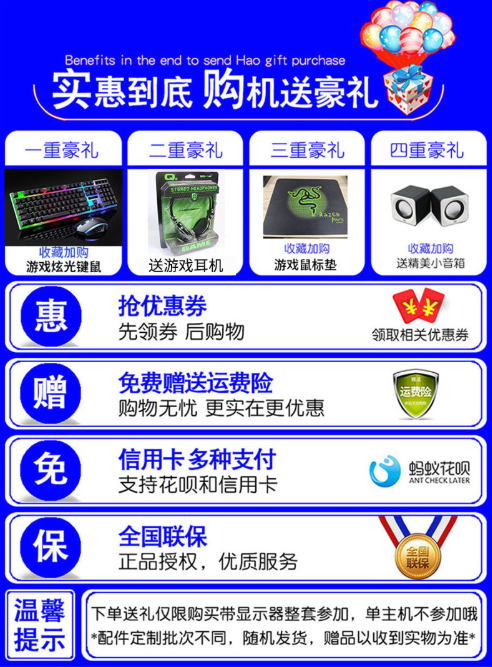 Benefits in the end to send Hao gift purchase
实惠到底 购机送豪礼
一重豪礼
二重豪礼
三重豪礼
四重豪礼
收藏加购
游戏炫光键鼠
送游戏耳机
收藏加购
游戏鼠标垫
收藏加购
送精美小音箱
惠
抢优惠券
先领券 后购物
¥ ¥
领取相关优惠券
赠
免费赠送运费险
购物无忧 更实在更优惠
运费险
免
信用卡 多种支付
支持花呗和信用卡
蚂蚁花呗
ANT CHECK LATER
保
全国联保
正品授权，优质服务
全国
联保
温馨
提示
下单送礼仅限购买带显示器整套参加，单主机不参加哦
*配件定制批次不同，随机发货，赠品以收到实物为准*